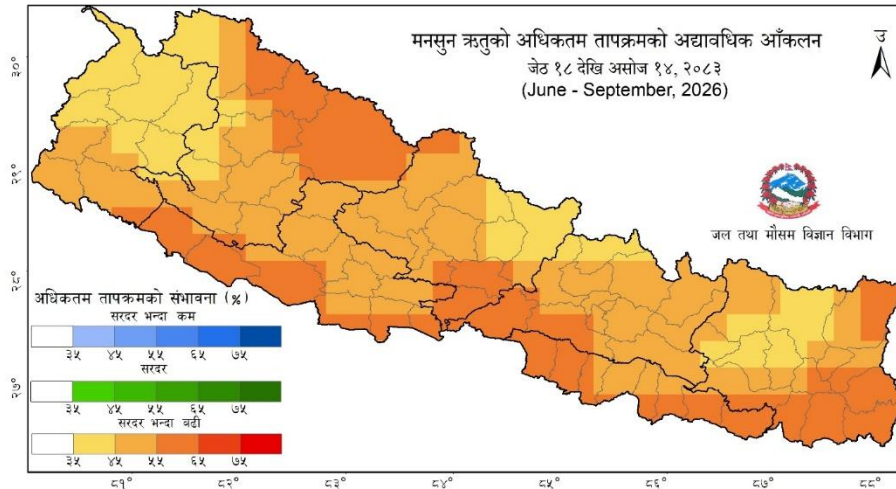 मनसुन ऋतुको अधिकतम तापक्रमको अद्यावधिक आँकलन
जेठ १८ देखि असोज १४, २०८३
(June - September, 2026)
उ
जल तथा मौसम विज्ञान विभाग
३०°
२९°
२८°
२७°
अधिकतम तापक्रमको संभावना (%)
सरदर भन्दा कम
३५ ४५ ५५ ६५ ७५
सरदर
३५ ४५ ५५ ६५ ७५
सरदर भन्दा बढी
३५ ४५ ५५ ६५ ७५
८१° ८२° ८३° ८४° ८५° ८६° ८७° ८८°